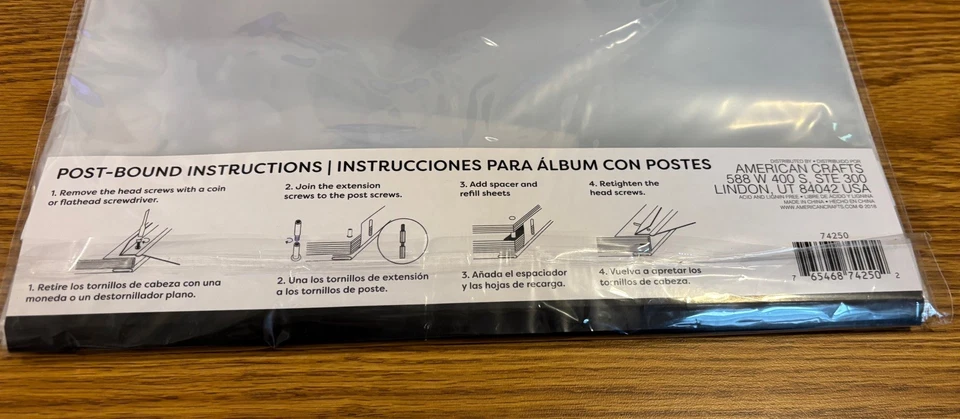 POST-BOUND INSTRUCTIONS | INSTRUCCIONES PARA ÁLBUM CON POSTES
1. Remove the head screws with a coin
or flathead screwdriver.
2. Join the extension
screws to the post screws.
3. Add spacer and
refill sheets
4. Retighten the
head screws.
1. Retire los tornillos de cabeza con una
moneda o un destornillador plano.
2. Una los tornillos de extensión
a los tornillos de poste.
3. Añada el espaciador
y las hojas de recarga.
4. Vuelva a apretar los
tornillos de cabeza.
DISTRIBUTED BY • DISTRIBUIDO POR
AMERICAN CRAFTS
588 W 400 S, STE 300
LINDON, UT 84042 USA
ACID AND LIGNIN FREE • LIBRE DE ÁCIDO Y LIGNINA
MADE IN CHINA • HECHO EN CHINA
WWW.AMERICANCRAFTS.COM © 2018
74250
7 65468 74250 2